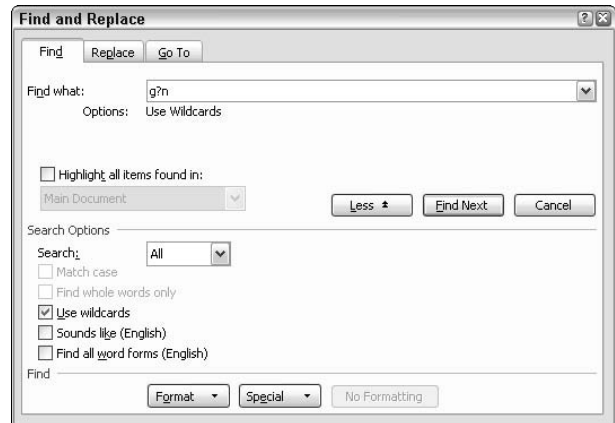 Find and Replace
Find Replace Go To
Find what: g?n
Options: Use Wildcards
Highlight all items found in:
Main Document
Less Find Next Cancel
Search Options
Search: All
Match case
Find whole words only
Use wildcards
Sounds like (English)
Find all word forms (English)
Find
Format Special No Formatting